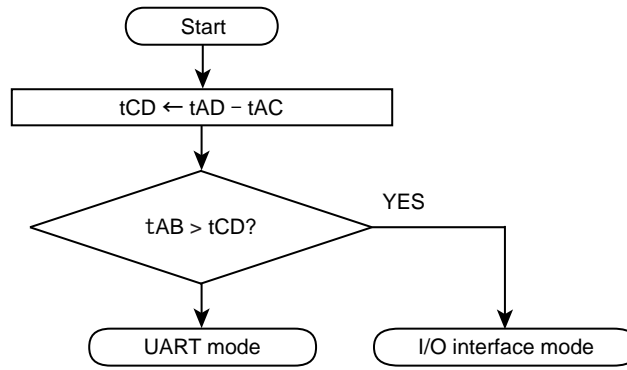 Start
tCD ← tAD − tAC
tAB > tCD?
YES
UART mode
I/O interface mode